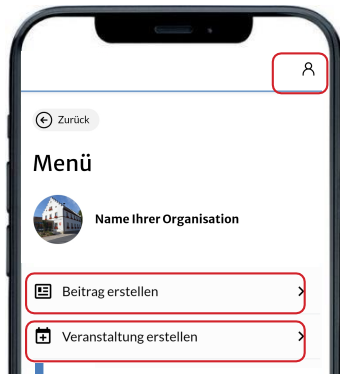 Zurück
Menü
Name Ihrer Organisation
Beitrag erstellen
Veranstaltung erstellen